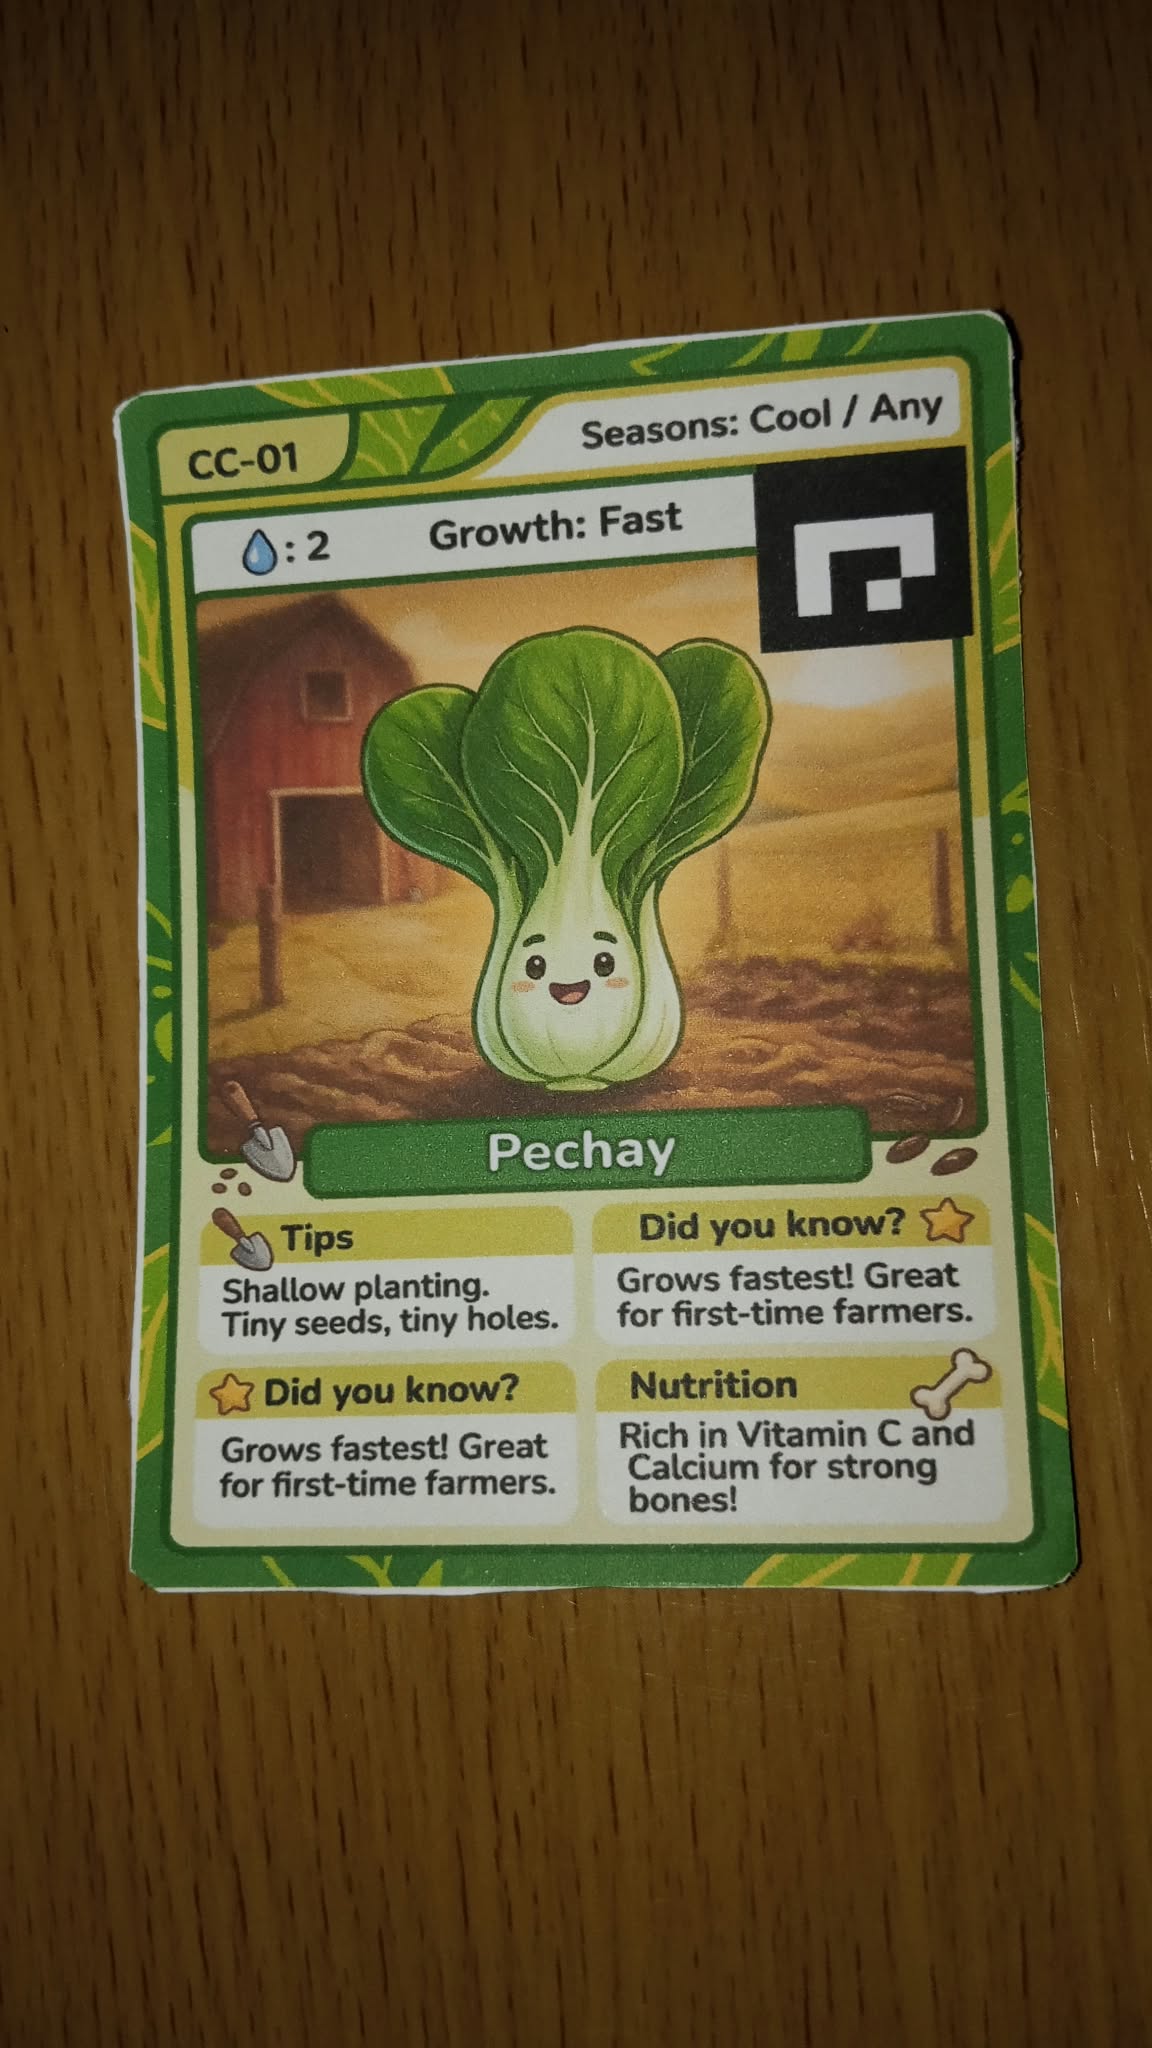 CC-01
Seasons: Cool / Any
: 2
Growth: Fast
Pechay
Tips
Shallow planting.
Tiny seeds, tiny holes.
Did you know?
Grows fastest! Great
for first-time farmers.
Did you know?
Grows fastest! Great
for first-time farmers.
Nutrition
Rich in Vitamin C and
Calcium for strong
bones!